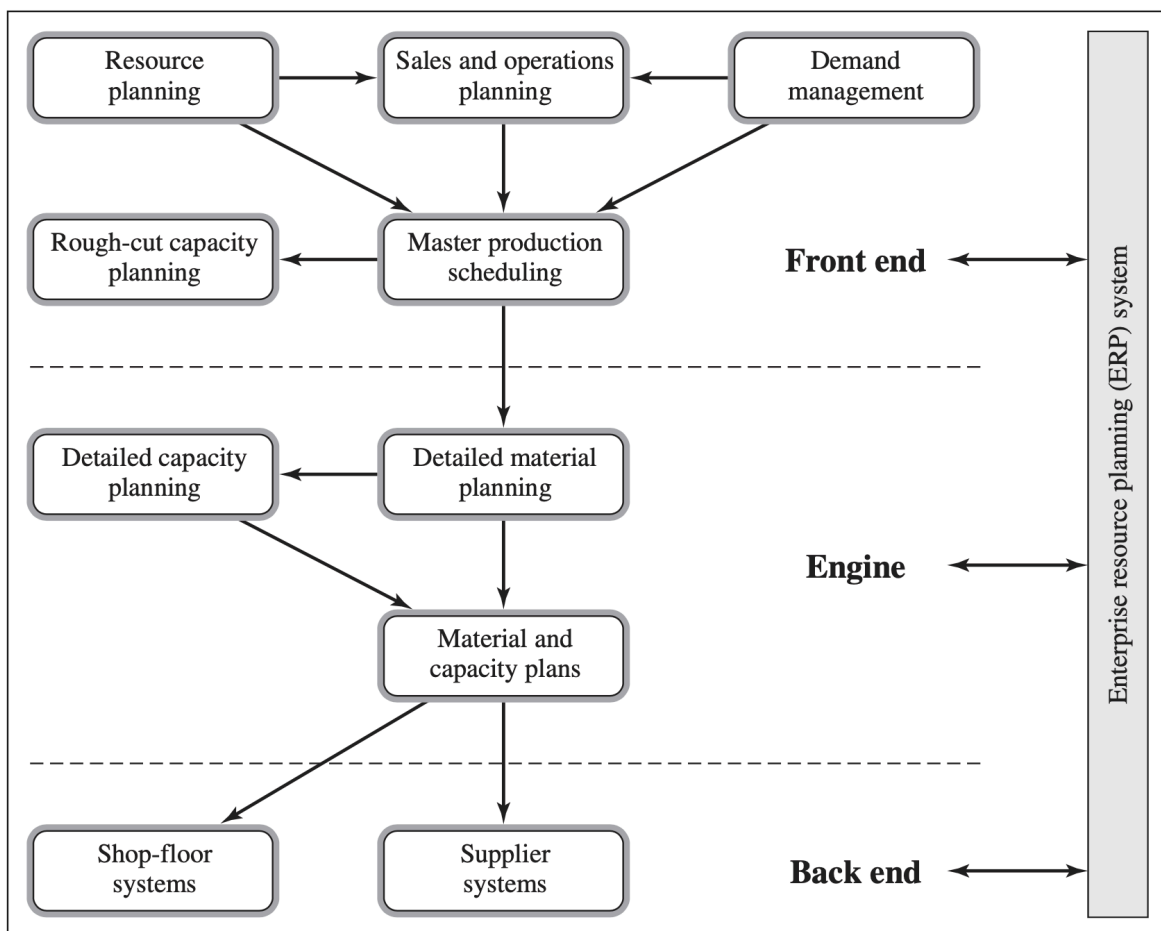 Resource
planning
Sales and operations
planning
Demand
management
Rough-cut capacity
planning
Master production
scheduling
Front end
Detailed capacity
planning
Detailed material
planning
Engine
Material and
capacity plans
Shop-floor
systems
Supplier
systems
Back end
Enterprise resource planning (ERP) system